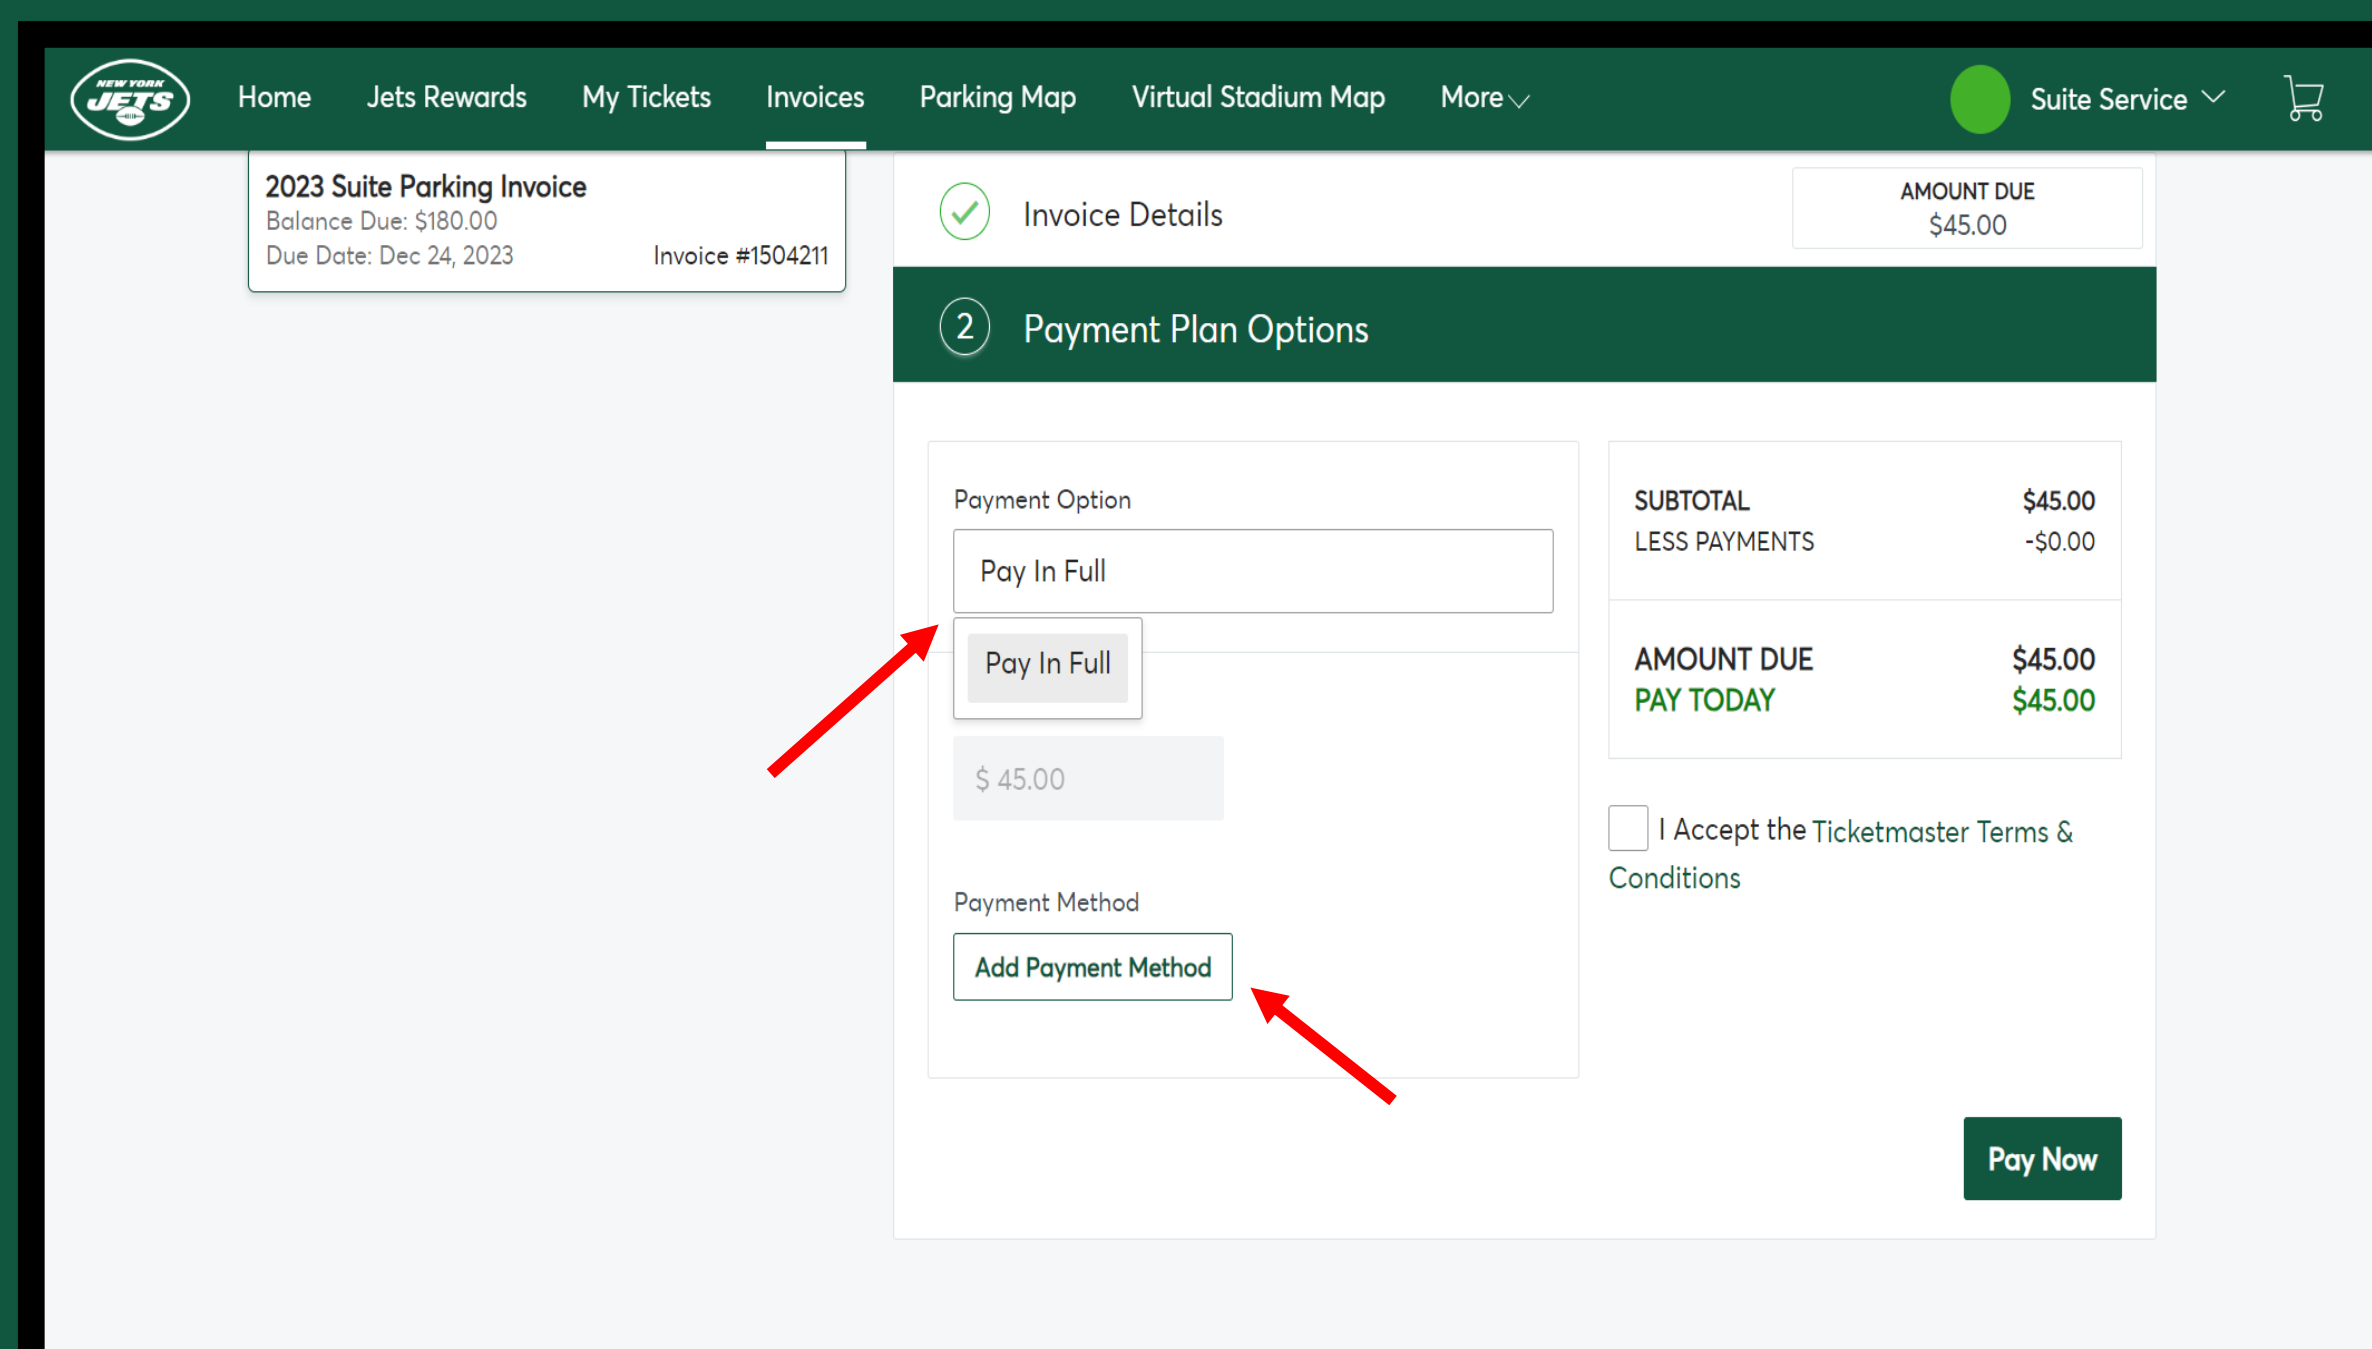 NEW YORK
JETS
Home
Jets Rewards
My Tickets
Invoices
Parking Map
Virtual Stadium Map
More
Suite Service
2023 Suite Parking Invoice
Balance Due: $180.00
Due Date: Dec 24, 2023
Invoice #1504211
Invoice Details
AMOUNT DUE
$45.00
2 Payment Plan Options
Payment Option
Pay In Full
Pay In Full
$ 45.00
Payment Method
Add Payment Method
SUBTOTAL $45.00
LESS PAYMENTS -$0.00
AMOUNT DUE $45.00
PAY TODAY $45.00
I Accept the Ticketmaster Terms &
Conditions
Pay Now